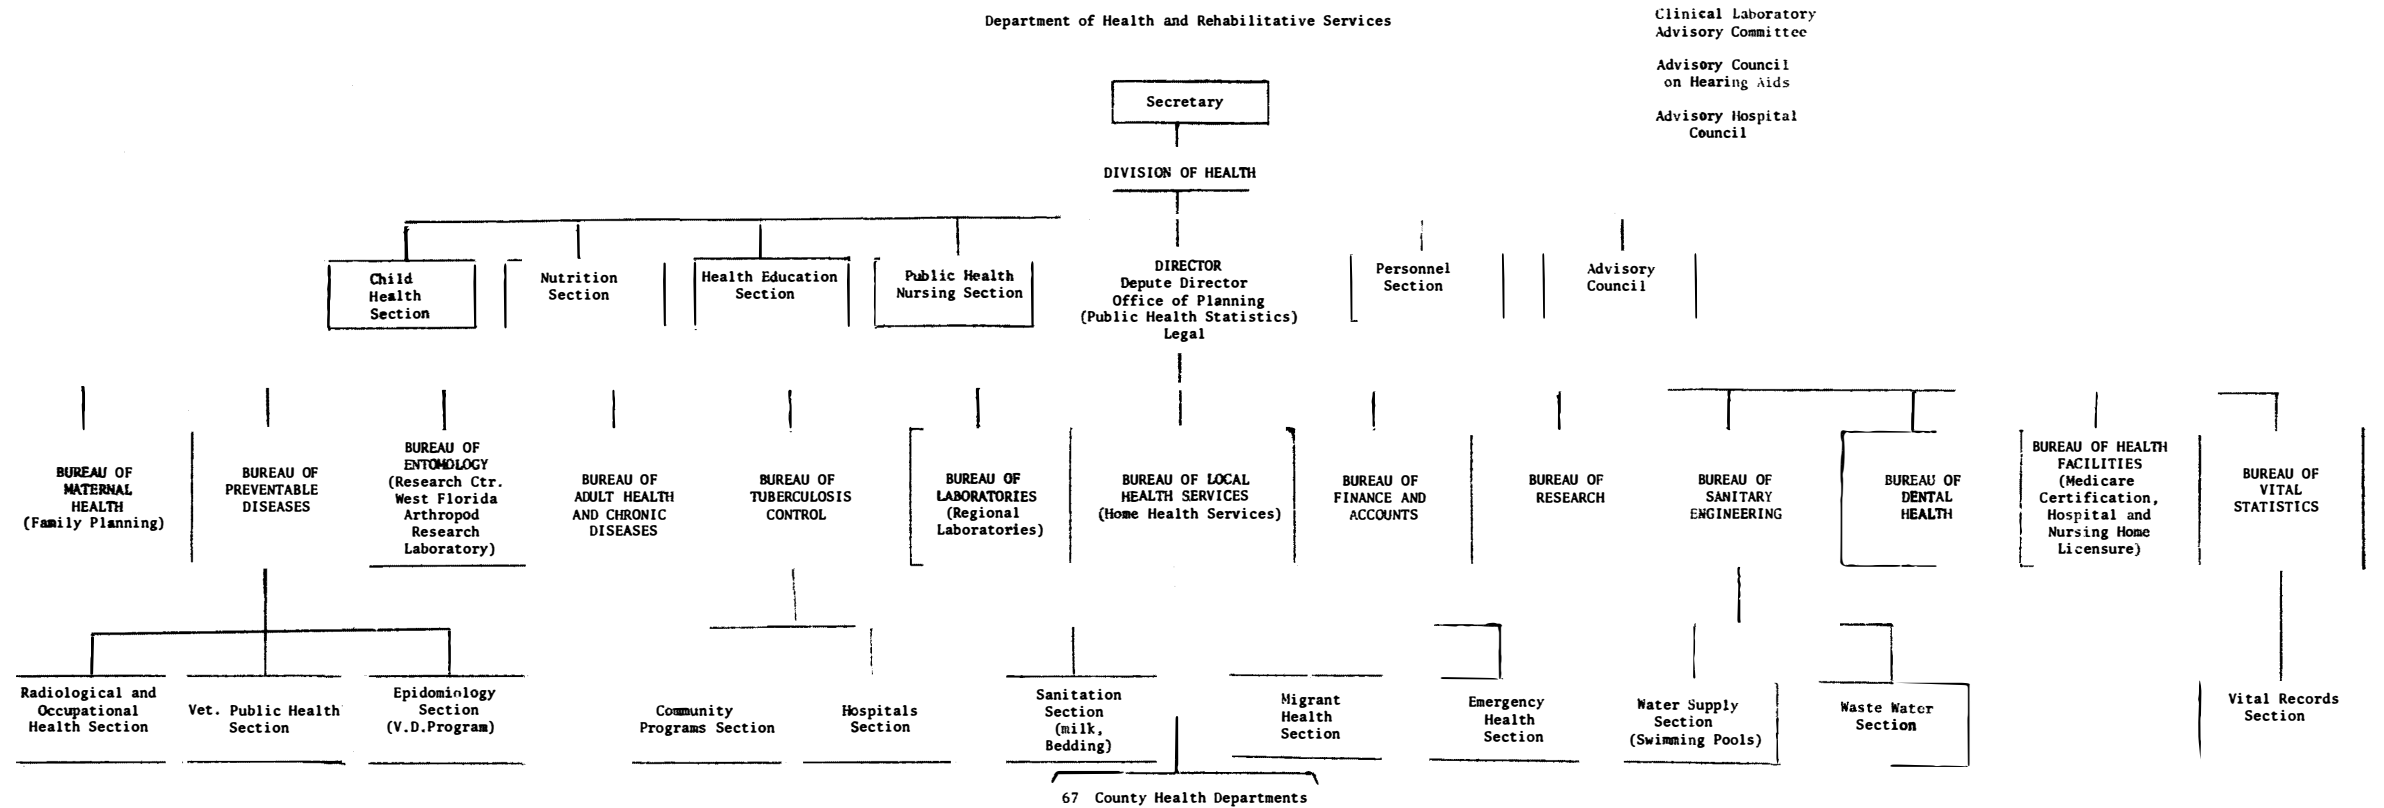 Department of Health and Rehabilitative Services
Clinical Laboratory
Advisory Committee
Advisory Council
on Hearing Aids
Advisory Hospital
Council
Secretary
DIVISION OF HEALTH
Child
Health
Section
Nutrition
Section
Health Education
Section
Public Health
Nursing Section
DIRECTOR
Depute Director
Office of Planning
(Public Health Statistics)
Legal
Personnel
Section
Advisory
Council
BUREAU OF
MATERNAL
HEALTH
(Family Planning)
BUREAU OF
PREVENTABLE
DISEASES
BUREAU OF
ENTOMOLOGY
(Research Ctr.
West Florida
Arthropod
Research
Laboratory)
BUREAU OF
ADULT HEALTH
AND CHRONIC
DISEASES
BUREAU OF
TUBERCULOSIS
CONTROL
BUREAU OF
LABORATORIES
(Regional
Laboratories)
BUREAU OF LOCAL
HEALTH SERVICES
(Home Health Services)
BUREAU OF
FINANCE AND
ACCOUNTS
BUREAU OF
RESEARCH
BUREAU OF
SANITARY
ENGINEERING
BUREAU OF
DENTAL
HEALTH
BUREAU OF HEALTH
FACILITIES
(Medicare
Certification,
Hospital and
Nursing Home
Licensure)
BUREAU OF
VITAL
STATISTICS
Radiological and
Occupational
Health Section
Vet. Public Health
Section
Epidomiology
Section
(V.D.Program)
Community
Programs Section
Hospitals
Section
Sanitation
Section
(milk,
Bedding)
Migrant
Health
Section
Emergency
Health
Section
Water Supply
Section
(Swimming Pools)
Waste Water
Section
Vital Records
Section
67 County Health Departments